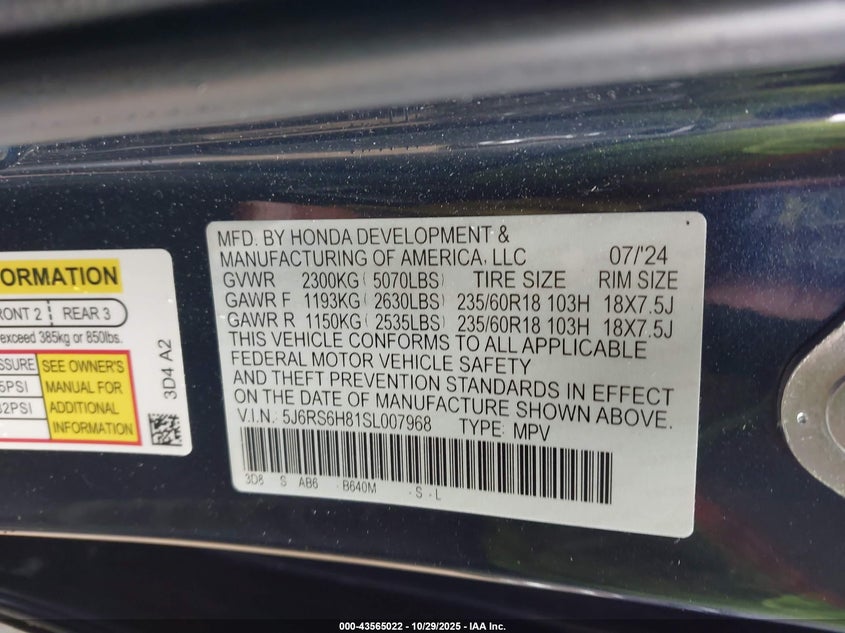 ORMATION
RONT 2 REAR 3
exceed 385kg or 850lbs.
SSURE SEE OWNER'S
5PSI MANUAL FOR
32PSI ADDITIONAL
INFORMATION
3D4 A2
MFD. BY HONDA DEVELOPMENT &
MANUFACTURING OF AMERICA, LLC 07/'24
GVWR 2300KG ( 5070LBS) TIRE SIZE RIM SIZE
GAWR F 1193KG ( 2630LBS) 235/60R18 103H 18X7.5J
GAWR R 1150KG ( 2535LBS) 235/60R18 103H 18X7.5J
THIS VEHICLE CONFORMS TO ALL APPLICABLE
FEDERAL MOTOR VEHICLE SAFETY
AND THEFT PREVENTION STANDARDS IN EFFECT
ON THE DATE OF MANUFACTURE SHOWN ABOVE.
V.I.N.: 5J6RS6H81SL007968 TYPE: MPV
3D8 S AB6 - B640M - S - L
000-43565022 - 10/29/2025 - IAA Inc.